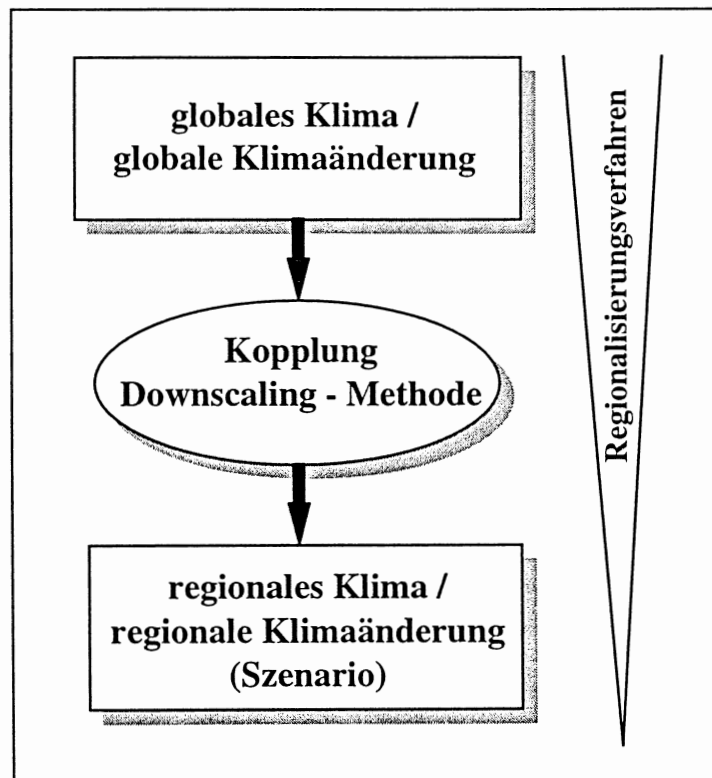 globales Klima /
globale Klimaänderung
Kopplung
Downscaling - Methode
regionales Klima /
regionale Klimaänderung
(Szenario)
Regionalisierungsverfahren